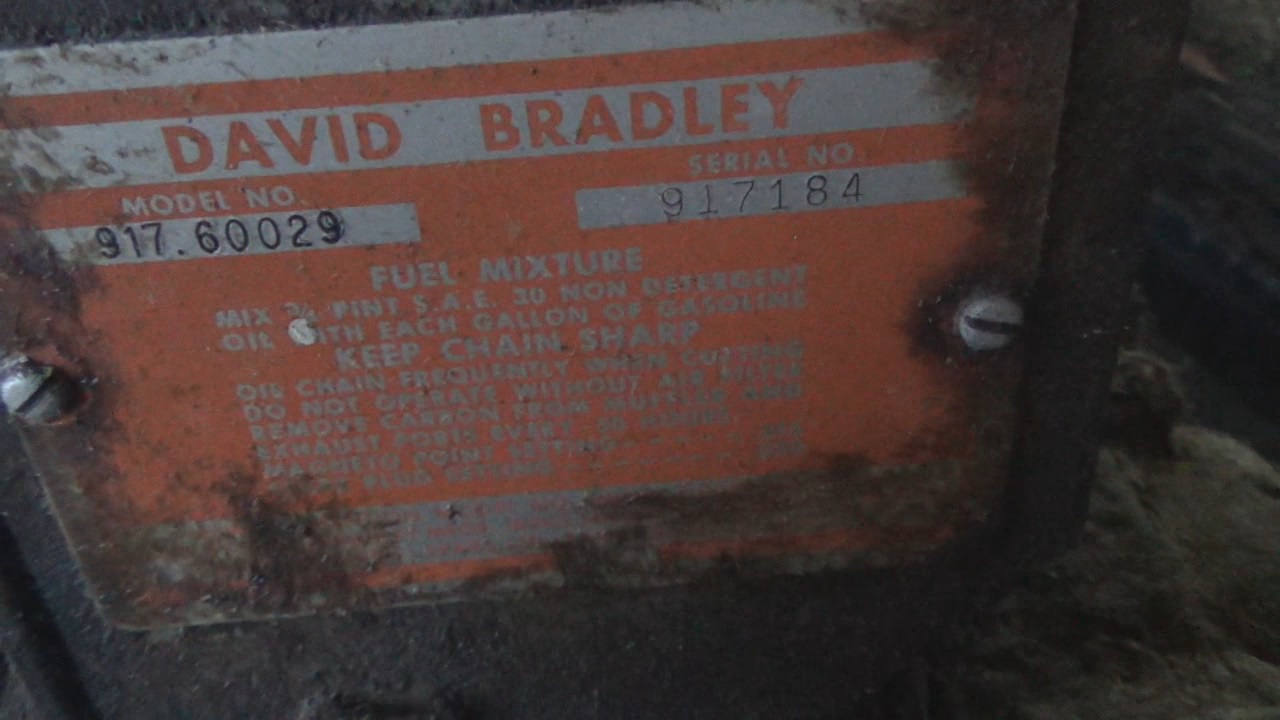 DAVID BRADLEY
MODEL NO. SERIAL NO.
917.60029 917184
FUEL MIXTURE
MIX ¾ PINT S.A.E. 30 NON DETERGENT
OIL WITH EACH GALLON OF GASOLINE
KEEP CHAIN SHARP
OIL CHAIN FREQUENTLY WHEN CUTTING
DO NOT OPERATE WITHOUT AIR FILTER
REMOVE CARBON FROM MUFFLER AND
EXHAUST PORTS EVERY HOURS
MAGNETO POINT SETTING
PLUG SETTING